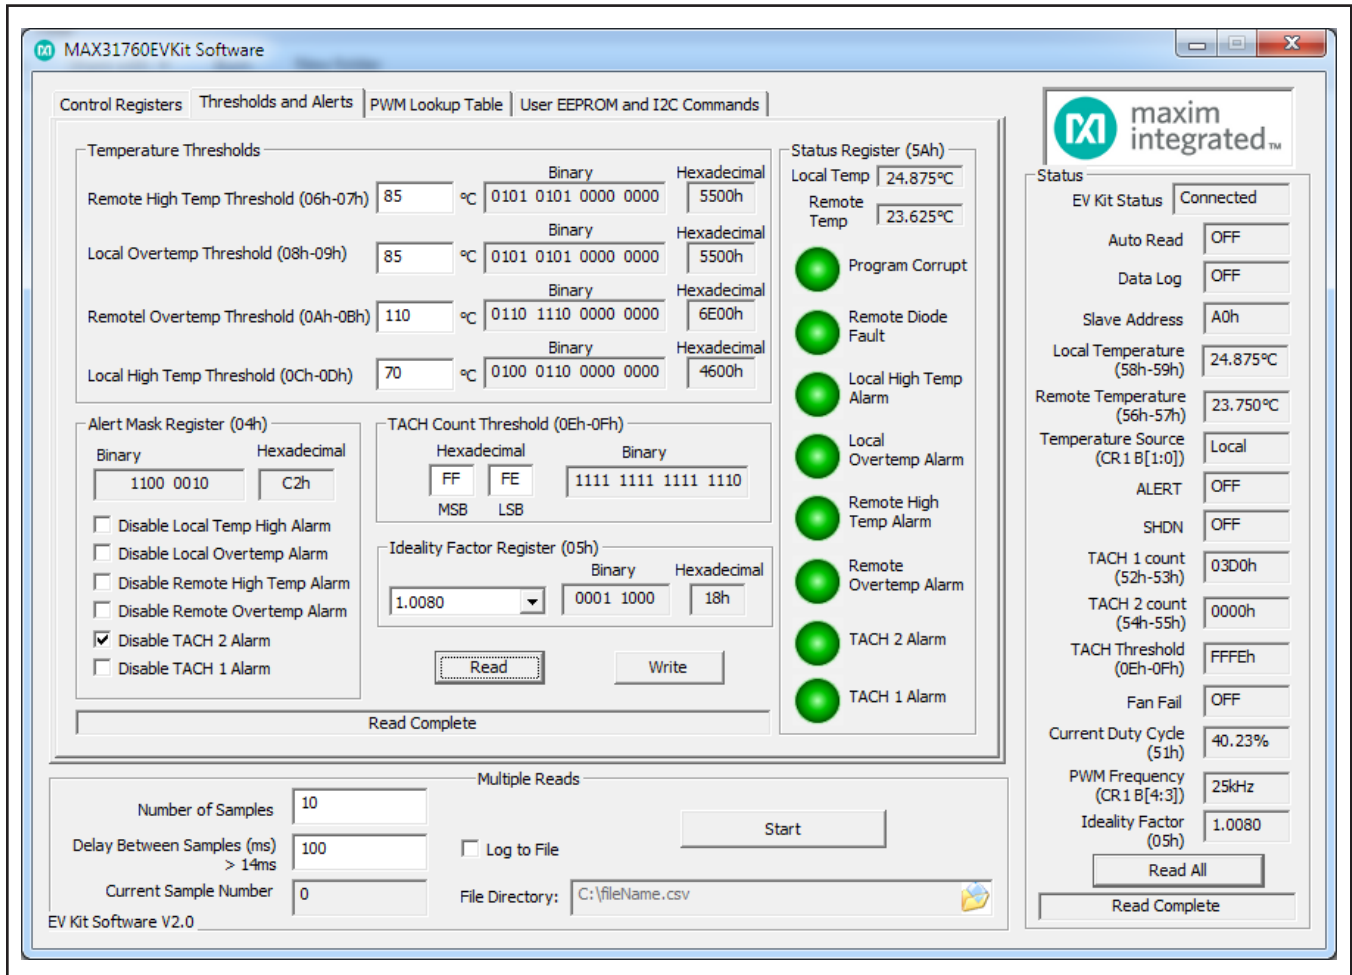 MAX31760EVKit Software
Control Registers
Thresholds and Alerts
PWM Lookup Table
User EEPROM and I2C Commands
Temperature Thresholds
Binary
Hexadecimal
Remote High Temp Threshold (06h-07h) 85 ºC 0101 0101 0000 0000 5500h
Binary
Hexadecimal
Local Overtemp Threshold (08h-09h) 85 ºC 0101 0101 0000 0000 5500h
Binary
Hexadecimal
Remotel Overtemp Threshold (0Ah-0Bh) 110 ºC 0110 1110 0000 0000 6E00h
Binary
Hexadecimal
Local High Temp Threshold (0Ch-0Dh) 70 ºC 0100 0110 0000 0000 4600h
Alert Mask Register (04h)
Binary
Hexadecimal
1100 0010 C2h
Disable Local Temp High Alarm
Disable Local Overtemp Alarm
Disable Remote High Temp Alarm
Disable Remote Overtemp Alarm
Disable TACH 2 Alarm
Disable TACH 1 Alarm
TACH Count Threshold (0Eh-0Fh)
Hexadecimal
Binary
FF FE 1111 1111 1111 1110
MSB LSB
Ideality Factor Register (05h)
Binary
Hexadecimal
1.0080 0001 1000 18h
Read
Write
Read Complete
Status Register (5Ah)
Local Temp 24.875ºC
Remote
Temp 23.625ºC
Program Corrupt
Remote Diode
Fault
Local High Temp
Alarm
Local
Overtemp Alarm
Remote High
Temp Alarm
Remote
Overtemp Alarm
TACH 2 Alarm
TACH 1 Alarm
maxim
integrated™
Status
EV Kit Status Connected
Auto Read OFF
Data Log OFF
Slave Address A0h
Local Temperature
(58h-59h) 24.875ºC
Remote Temperature
(56h-57h) 23.750ºC
Temperature Source
(CR1 B[1:0]) Local
ALERT OFF
SHDN OFF
TACH 1 count
(52h-53h) 03D0h
TACH 2 count
(54h-55h) 0000h
TACH Threshold
(0Eh-0Fh) FFFEh
Fan Fail OFF
Current Duty Cycle
(51h) 40.23%
PWM Frequency
(CR1 B[4:3]) 25kHz
Ideality Factor
(05h) 1.0080
Read All
Read Complete
Multiple Reads
Number of Samples 10
Delay Between Samples (ms)
> 14ms 100
Current Sample Number 0
Start
Log to File
File Directory: C:\fileName.csv
EV Kit Software V2.0